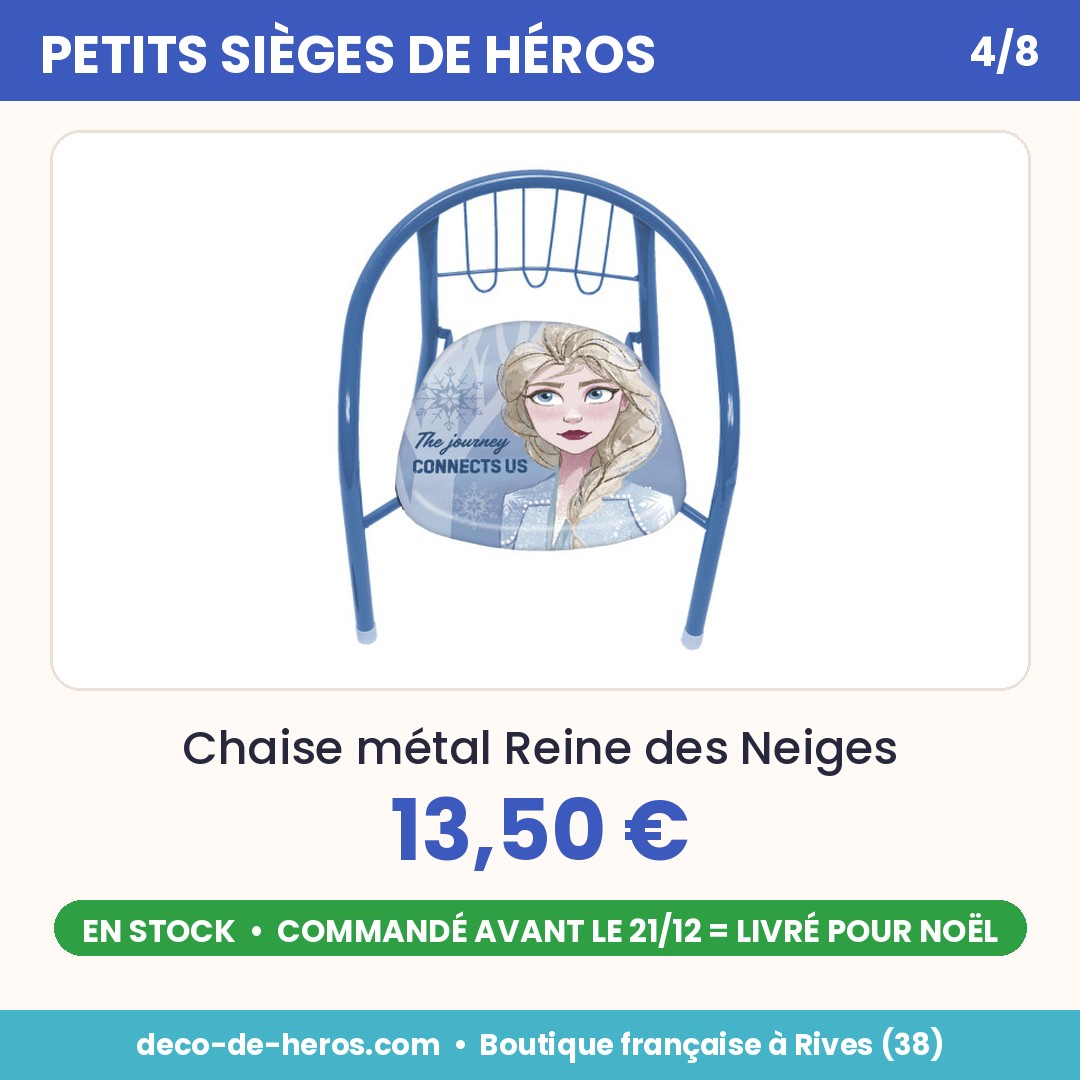 PETITS SIÈGES DE HÉROS
4/8
The journey
CONNECTS US
Chaise métal Reine des Neiges
13,50 €
EN STOCK • COMMANDÉ AVANT LE 21/12 = LIVRÉ POUR NOËL
deco-de-heros.com • Boutique française à Rives (38)